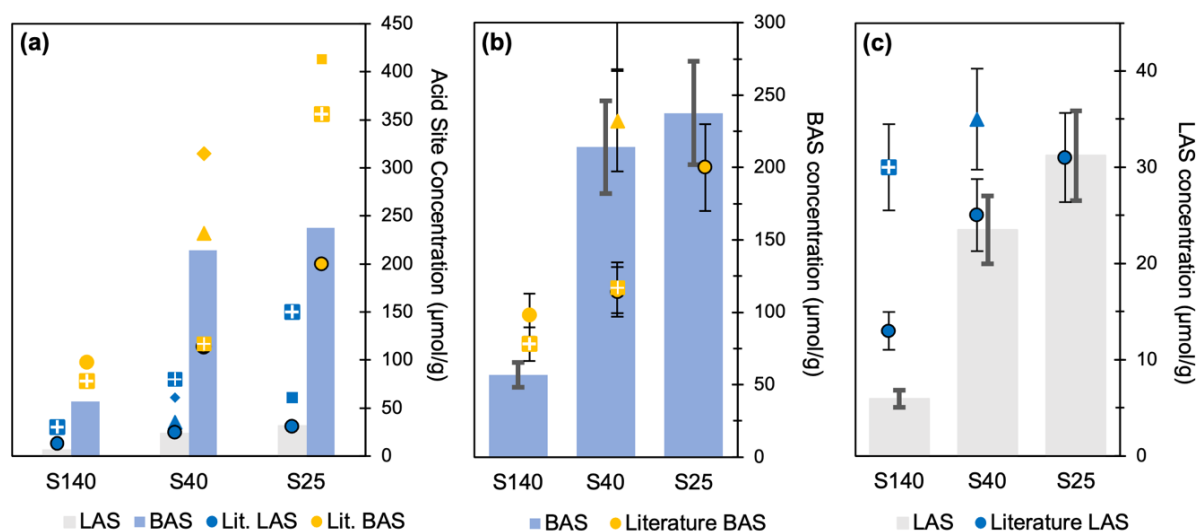 (a)
450
400
350
300
250
200
150
100
50
0
Acid Site Concentration (μmol/g)
S140 S40 S25
LAS BAS Lit. LAS Lit. BAS
(b)
300
250
200
150
100
50
0
BAS concentration (μmol/g)
S140 S40 S25
BAS Literature BAS
(c)
40
30
20
10
0
LAS concentration (μmol/g)
S140 S40 S25
LAS Literature LAS